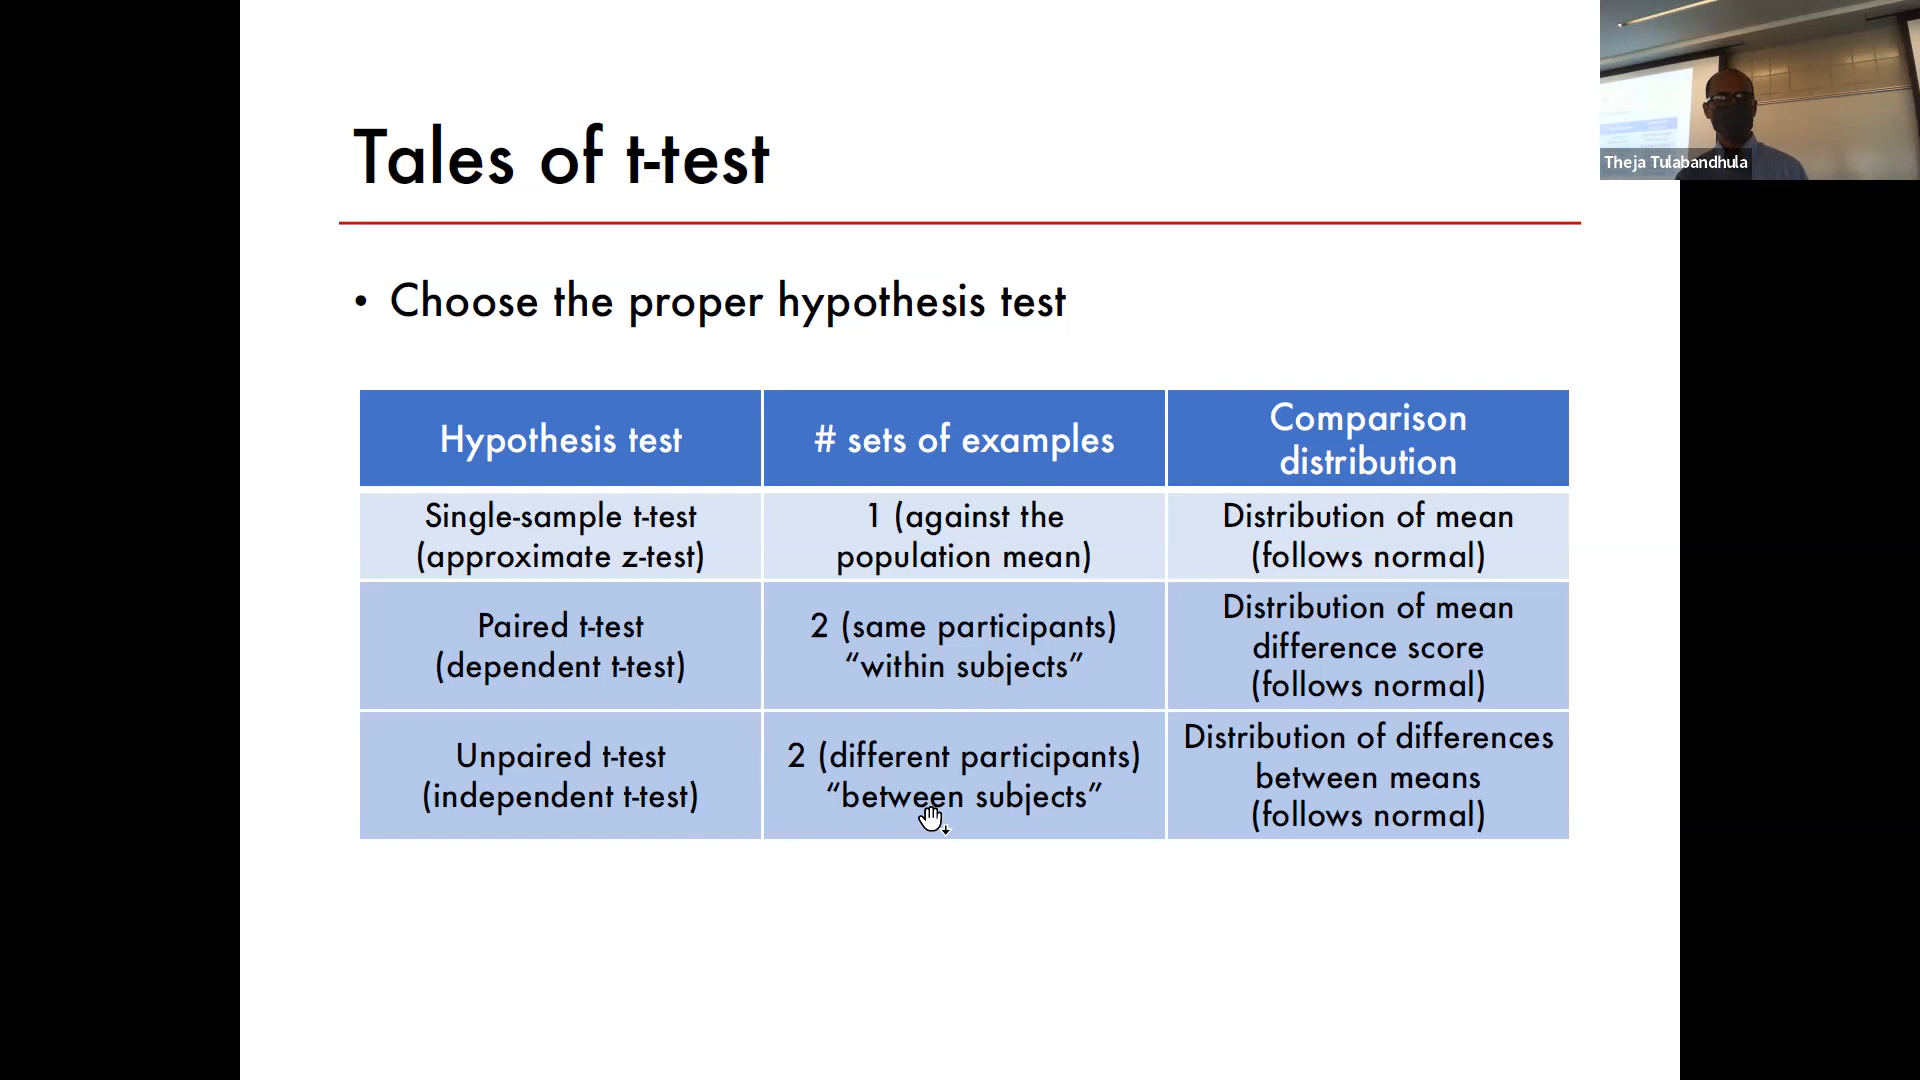 Tales of t-test
• Choose the proper hypothesis test
Hypothesis test
# sets of examples
Comparison
distribution
Single-sample t-test
(approximate z-test)
1 (against the
population mean)
Distribution of mean
(follows normal)
Paired t-test
(dependent t-test)
2 (same participants)
“within subjects”
Distribution of mean
difference score
(follows normal)
Unpaired t-test
(independent t-test)
2 (different participants)
“between subjects”
Distribution of differences
between means
(follows normal)
Theja Tulabandhula